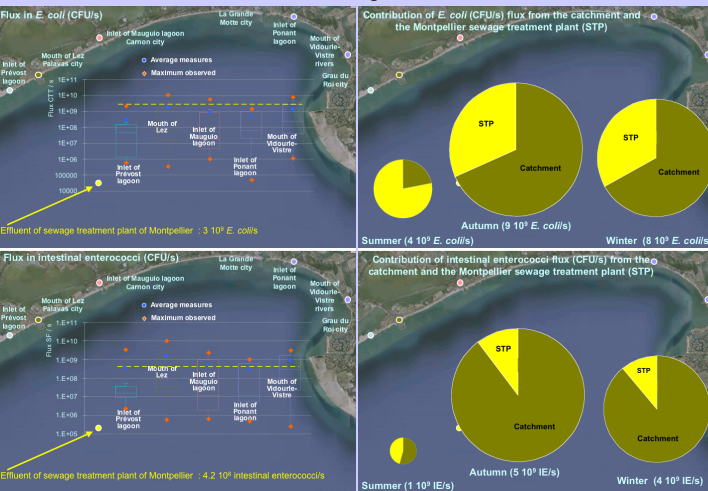 Flux in E. coli (CFU/s)
La Grande
Motte city
Inlet of Mauguio lagoon
Carnon city
Inlet of
Ponant
lagoon
Mouth of
Vidourle-
Vistre
rivers
Mouth of Lez
Palavas city
Inlet of
Prévost
lagoon
Grau du
Roi city
Average measures
Maximum observed
Flux CTT / s
1E+11
1E+10
1E+09
1E+08
1E+07
1E+06
100000
10000
Inlet of
Prévost
lagoon
Mouth of
Lez
Inlet of
Mauguio
lagoon
Inlet of
Ponant
lagoon
Mouth of
Vidourle-
Vistre
Effluent of sewage treatment plant of Montpellier : 3 10⁹ E. coli/s
Contribution of E. coli (CFU/s) flux from the catchment and
the Montpellier sewage treatment plant (STP)
STP
Catchment
STP
Catchment
Summer (4 10⁹ E. coli/s)
Autumn (9 10⁹ E. coli/s)
Winter (8 10⁹ E. coli/s
Flux in intestinal enterococci (CFU/s)
La Grande
Motte city
Inlet of Mauguio lagoon
Carnon city
Inlet of
Ponant
lagoon
Mouth of
Vidourle-
Vistre
rivers
Mouth of Lez
Palavas city
Inlet of
Prévost
lagoon
Grau du
Roi city
Average measures
Maximum observed
Flux SF / s
1.E+11
1.E+10
1.E+09
1.E+08
1.E+07
1.E+06
1.E+05
Inlet of
Prévost
lagoon
Mouth of
Lez
Inlet of
Mauguio
lagoon
Inlet of
Ponant
lagoon
Mouth of
Vidourle-
Vistre
Effluent of sewage treatment plant of Montpellier : 4.2 10⁸ intestinal enterococci/s
Contribution of intestinal enterococci flux (CFU/s) from the
catchment and the Montpellier sewage treatment plant (STP)
STP
Catchment
STP
Catchment
Summer (1 10⁹ IE/s)
Autumn (5 10⁹ IE/s)
Winter (4 10⁹ IE/s)